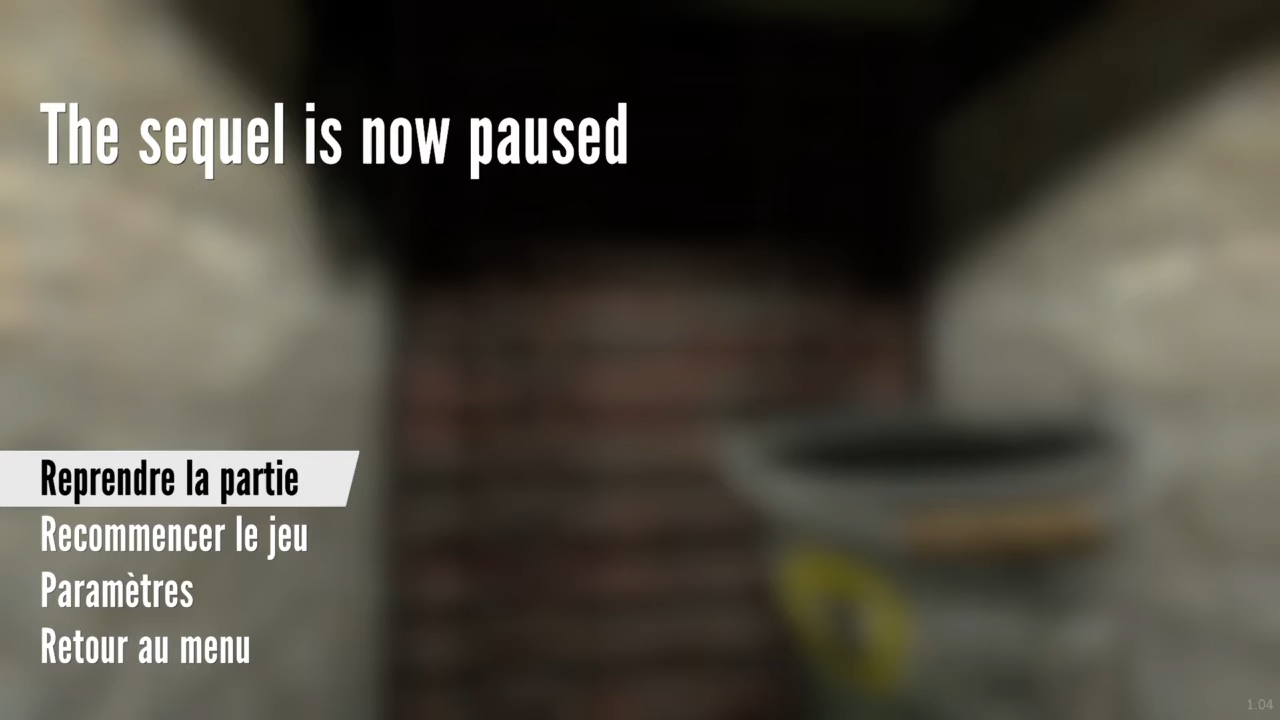 The sequel is now paused
Reprendre la partie
Recommencer le jeu
Paramètres
Retour au menu
1.04